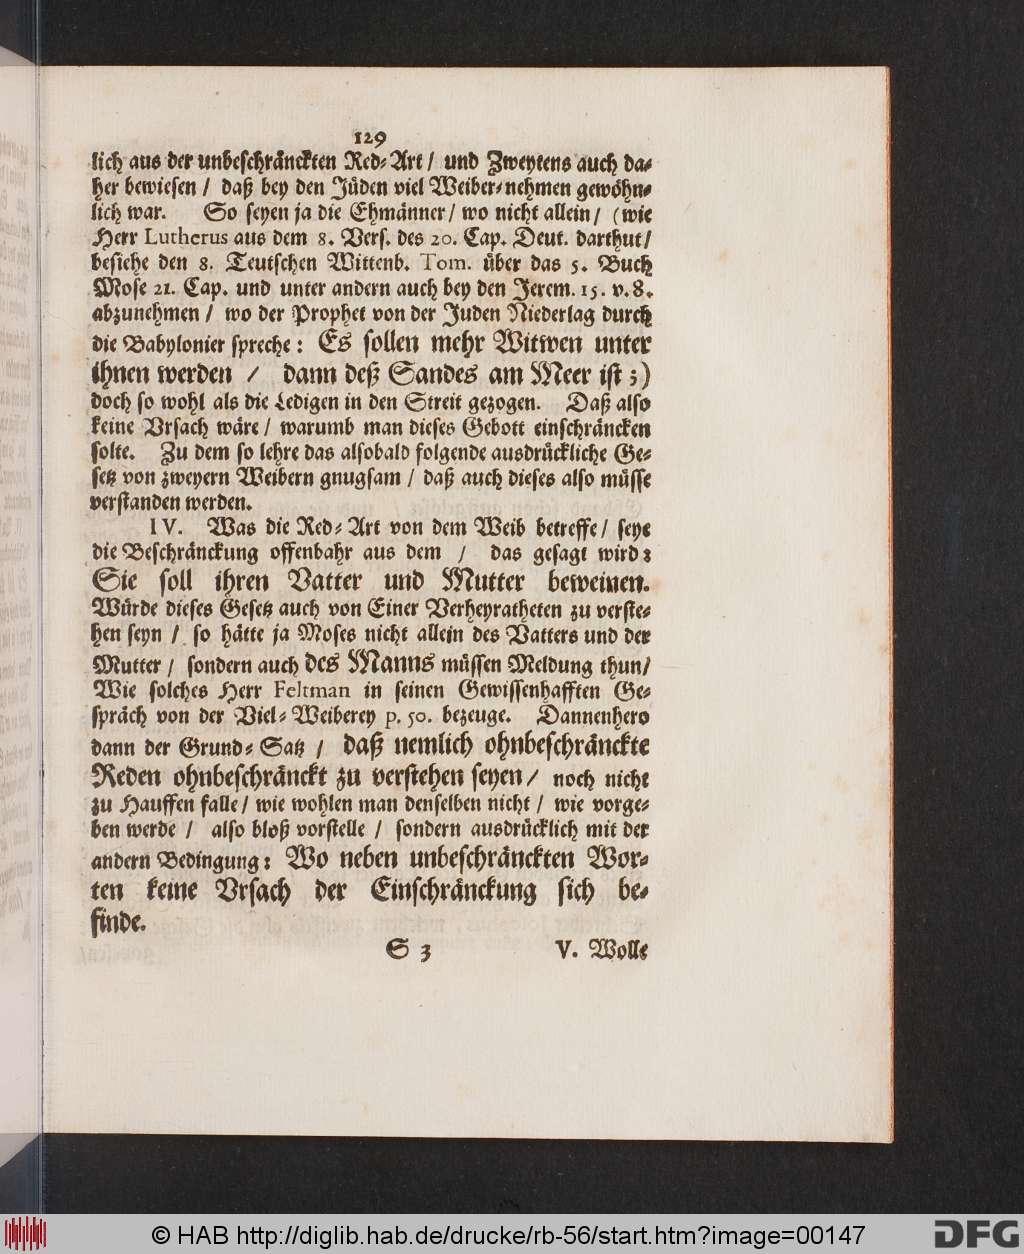 129
lich aus der unbeschränckten Red-Art / und Zweytens auch da-
her bewiesen / daß bey den Jüden viel Weiber-nehmen gewöhn-
lich war. So seyen ja die Ehmänner / wo nicht allein / (wie
Herr Lutherus aus dem 8. Vers. des 20. Cap. Deut. darthut /
besiehe den 8. Teutschen Wittenb. Tom. über das 5. Buch
Mose 21. Cap. und unter andern auch bey den Jerem. 15. v. 8.
abzunehmen / wo der Prophet von der Juden Niederlag durch
die Babylonier spreche: Es sollen mehr Witwen unter
ihnen werden / dann deß Sandes am Meer ist;)
doch so wohl als die Ledigen in den Streit gezogen. Daß also
keine Ursach wäre / warumb man dieses Gebott einschräncken
solte. Zu dem so lehre das alsobald folgende ausdrückliche Ge-
setz von zweyern Weibern gnugsam / daß auch dieses also müsse
verstanden werden.
IV. Was die Red-Art von dem Weib betreffe / seye
die Beschränckung offenbahr aus dem / das gesagt wird:
Sie soll ihren Vatter und Mutter beweinen.
Würde dieses Gesetz auch von Einer Verheyratheten zu verste-
hen seyn / so hätte ja Moses nicht allein des Vatters und der
Mutter / sondern auch des Manns müssen Meldung thun /
Wie solches Herr Feltman in seinen Gewissenhafften Ge-
spräch von der Viel-Weiberey p. 50. bezeuge. Dannenhero
dann der Grund-Satz / daß nemlich ohnbeschränckte
Reden ohnbeschränckt zu verstehen seyen / noch nicht
zu Hauffen falle / wie wohlen man denselben nicht / wie vorge-
ben werde / also bloß vorstelle / sondern ausdrücklich mit der
andern Bedingung: Wo neben unbeschränckten Wor-
ten keine Ursach der Einschränckung sich be-
finde.
S 3 V. Wolle
© HAB http://diglib.hab.de/drucke/rb-56/start.htm?image=00147
DFG